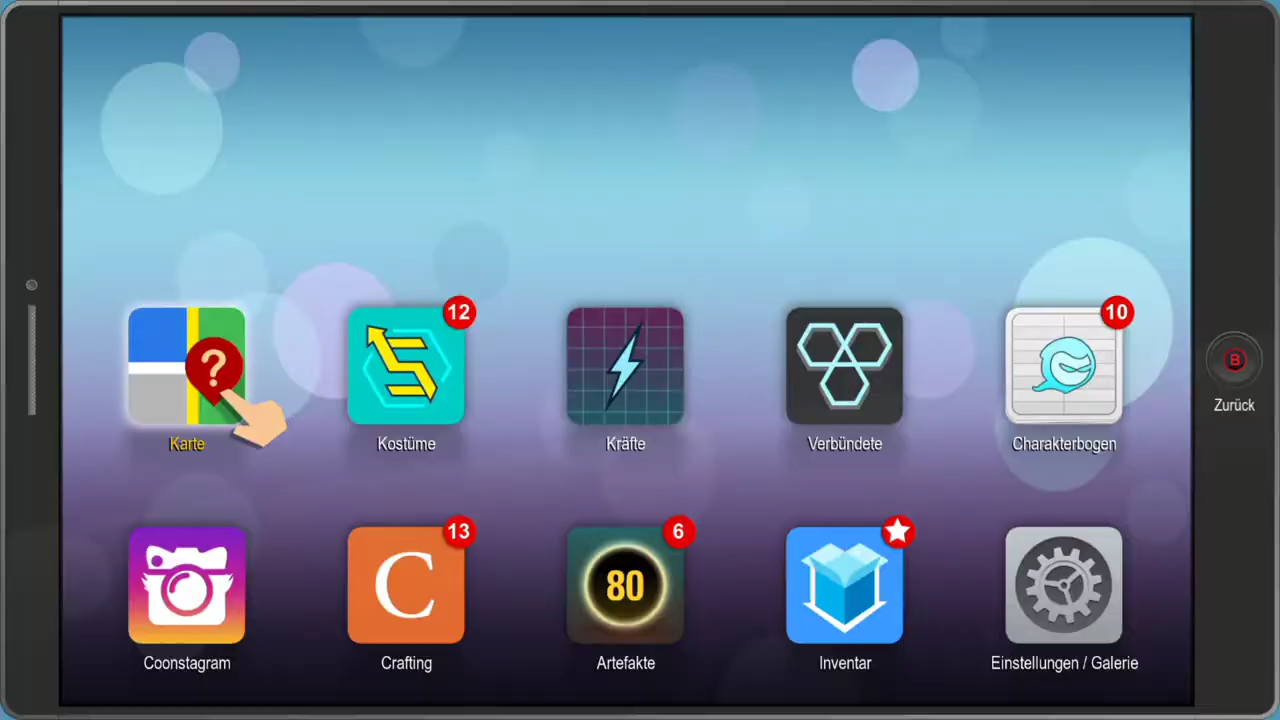 12
10
?
B
Zurück
Karte
Kostüme
Kräfte
Verbündete
Charakterbogen
13
6
C
80
Coonstagram
Crafting
Artefakte
Inventar
Einstellungen / Galerie